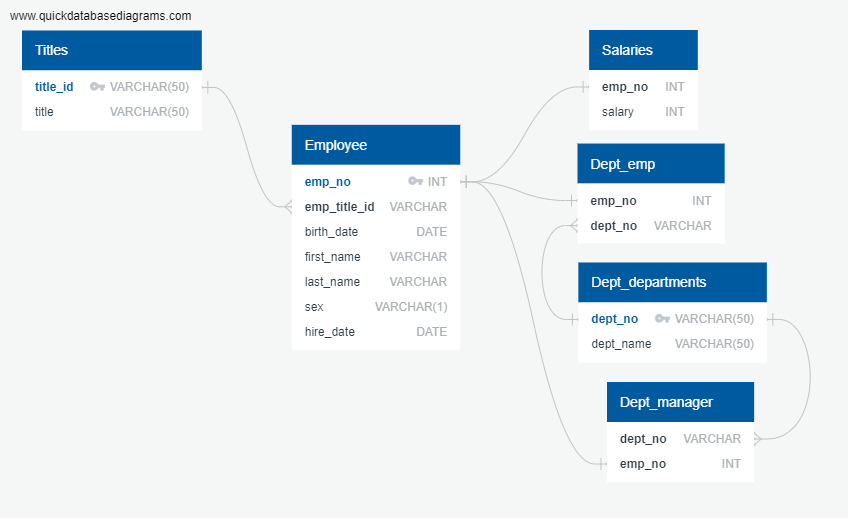 www.quickdatabasediagrams.com
Titles
title_id VARCHAR(50)
title VARCHAR(50)
Employee
emp_no INT
emp_title_id VARCHAR
birth_date DATE
first_name VARCHAR
last_name VARCHAR
sex VARCHAR(1)
hire_date DATE
Salaries
emp_no INT
salary INT
Dept_emp
emp_no INT
dept_no VARCHAR
Dept_departments
dept_no VARCHAR(50)
dept_name VARCHAR(50)
Dept_manager
dept_no VARCHAR
emp_no INT